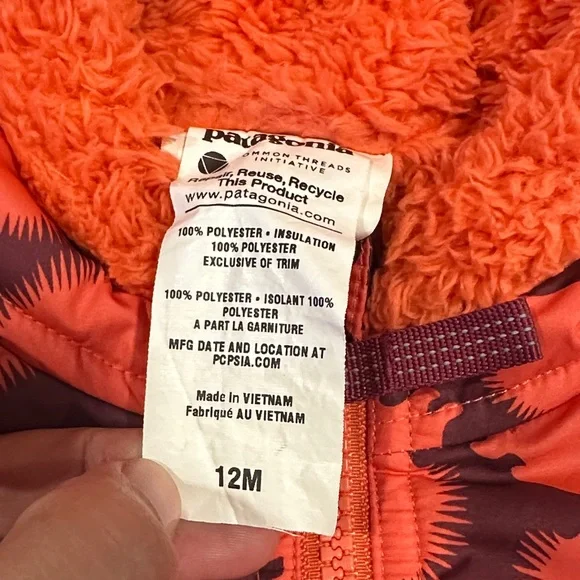 patagonia
COMMON THREADS
INITIATIVE
Repair, Reuse, Recycle
This Product
www.patagonia.com
100% POLYESTER • INSULATION
100% POLYESTER
EXCLUSIVE OF TRIM
100% POLYESTER • ISOLANT 100%
POLYESTER
A PART LA GARNITURE
MFG DATE AND LOCATION AT
PCPSIA.COM
Made in VIETNAM
Fabriqué AU VIETNAM
12M